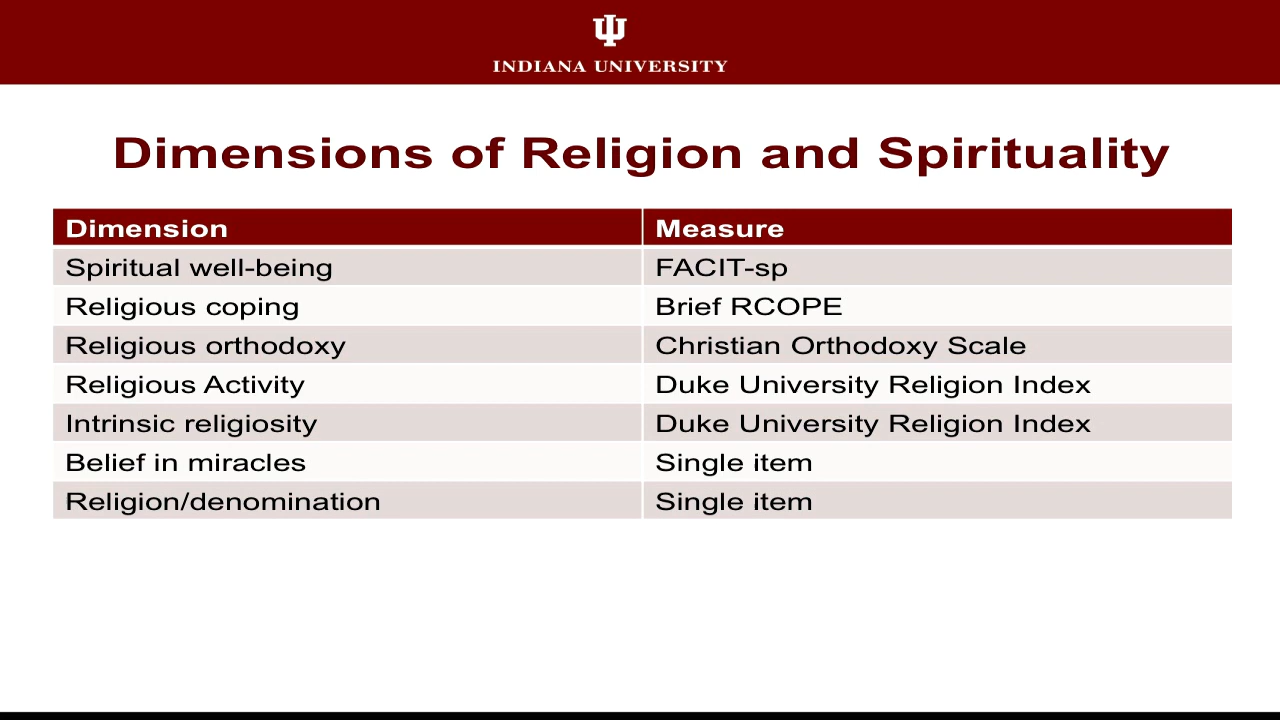 INDIANA UNIVERSITY
Dimensions of Religion and Spirituality
Dimension Measure
Spiritual well-being FACIT-sp
Religious coping Brief RCOPE
Religious orthodoxy Christian Orthodoxy Scale
Religious Activity Duke University Religion Index
Intrinsic religiosity Duke University Religion Index
Belief in miracles Single item
Religion/denomination Single item